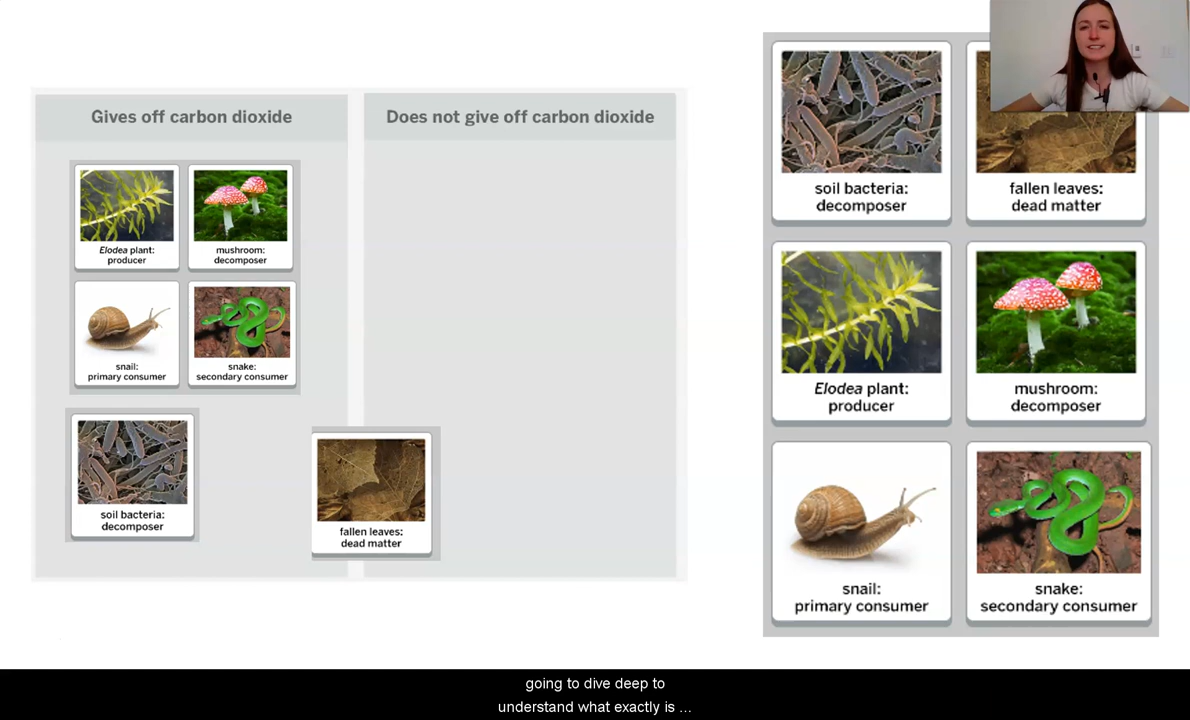 Gives off carbon dioxide
Does not give off carbon dioxide
Elodea plant:
producer
mushroom:
decomposer
snail:
primary consumer
snake:
secondary consumer
soil bacteria:
decomposer
fallen leaves:
dead matter
soil bacteria:
decomposer
fallen leaves:
dead matter
Elodea plant:
producer
mushroom:
decomposer
snail:
primary consumer
snake:
secondary consumer
going to dive deep to
understand what exactly is ...